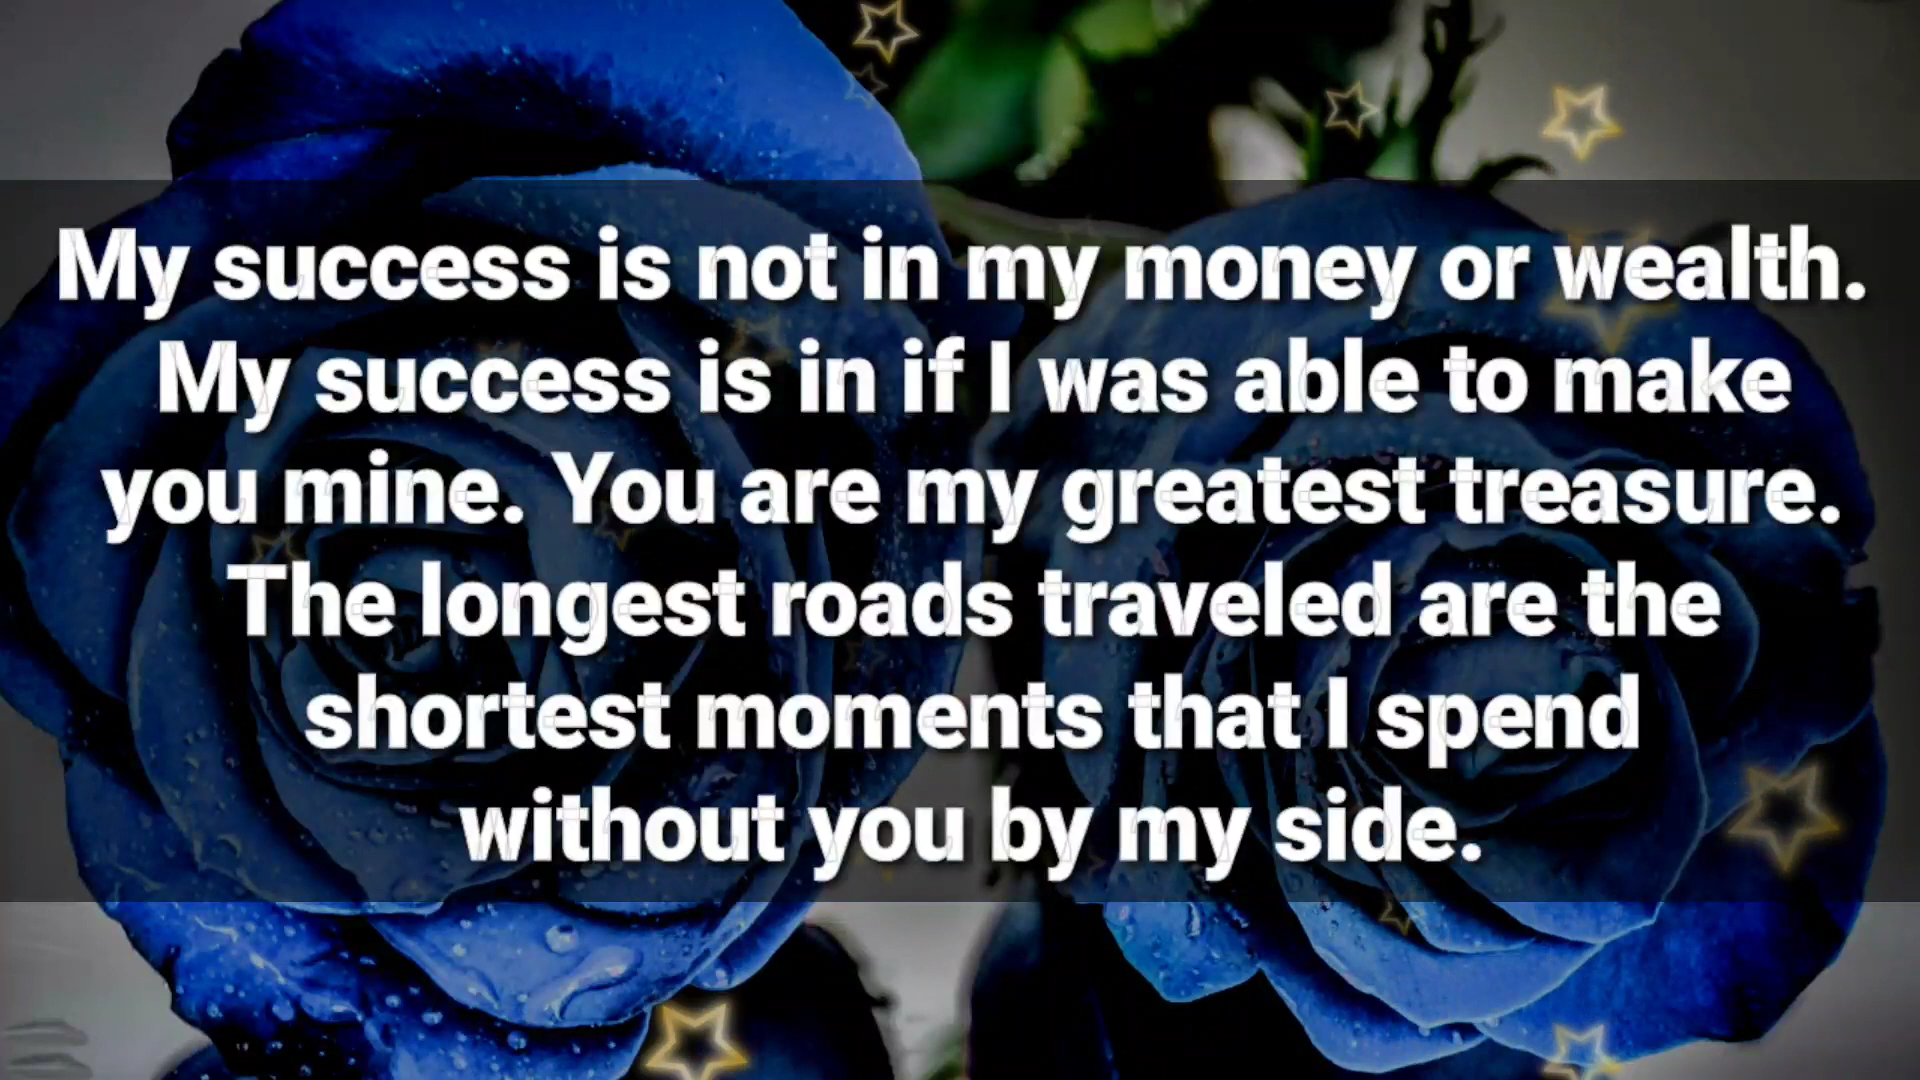 My success is not in my money or wealth.
My success is in if I was able to make
you mine. You are my greatest treasure.
The longest roads traveled are the
shortest moments that I spend
without you by my side.